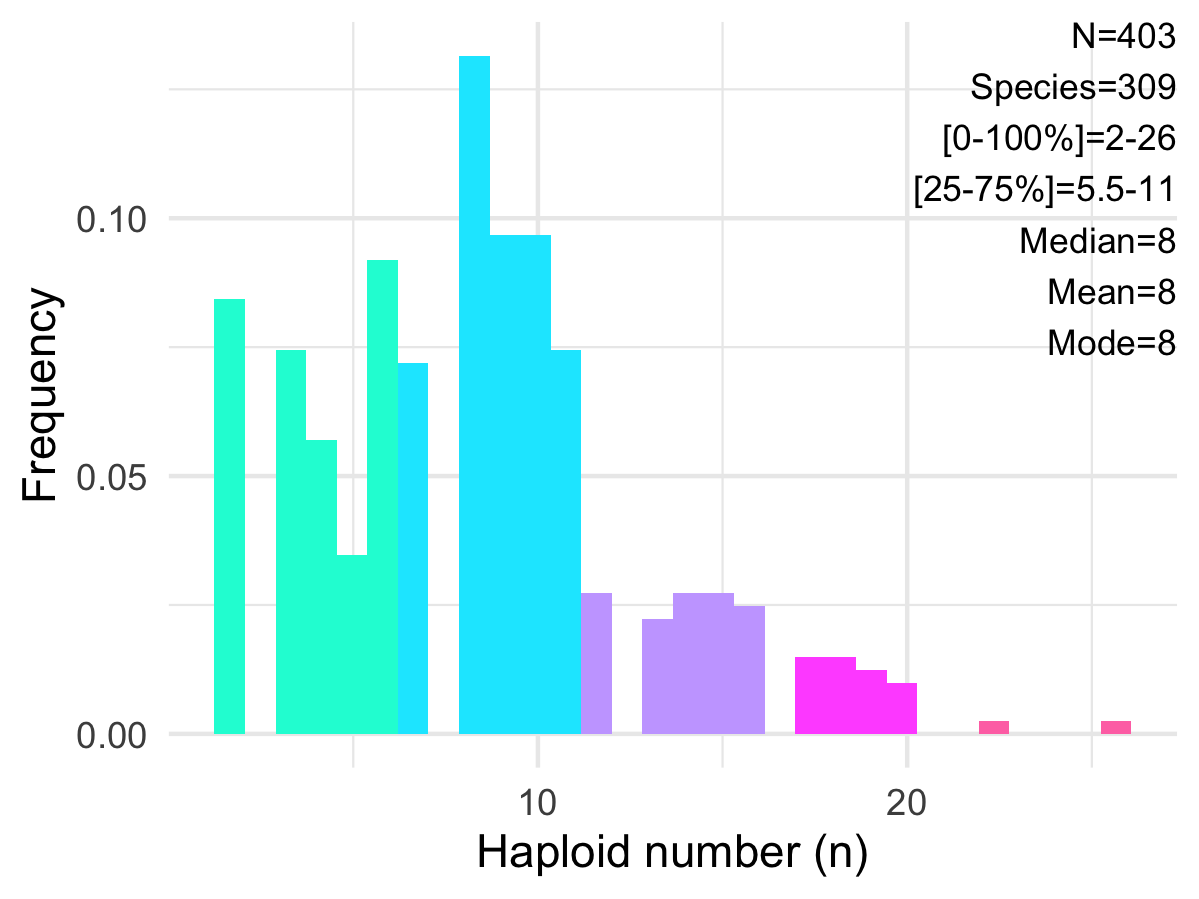 N=403
Species=309
[0-100%]=2-26
[25-75%]=5.5-11
Median=8
Mean=8
Mode=8
Frequency
0.10
0.05
0.00
10 20
Haploid number (n)